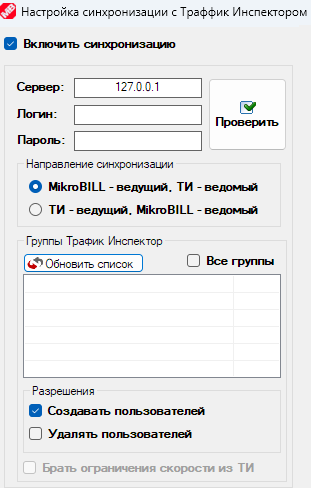 MB Настройка синхронизации с Траффик Инспектором
Включить синхронизацию
Сервер: 127.0.0.1
Логин:
Пароль:
Проверить
Направление синхронизации
MikroBILL - ведущий, ТИ - ведомый
ТИ - ведущий, MikroBILL - ведомый
Группы Трафик Инспектор
Обновить список
Все группы
Разрешения
Создавать пользователей
Удалять пользователей
Брать ограничения скорости из ТИ